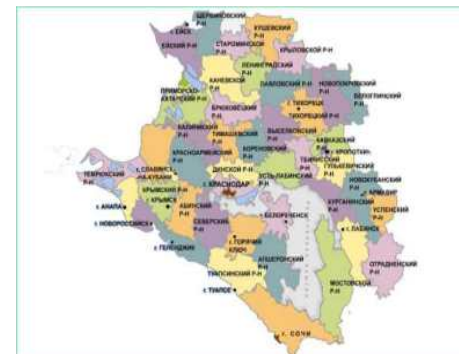 ЩЕРБИНОВСКИЙ
Р-Н
г. ЕЙСК
ЕЙСКИЙ
Р-Н
КУЩЕВСКИЙ
Р-Н
СТАРОМИНСКОЙ
Р-Н
КРЫЛОВСКОЙ Р-Н
ЛЕНИНГРАДСКИЙ
Р-Н
КАНЕВСКОЙ
Р-Н
ПАВЛОВСКИЙ Р-Н
НОВОПОКРОВСКИЙ
Р-Н
БЕЛОГЛИНСКИЙ
Р-Н
ПРИМОРСКО-
АХТАРСКИЙ Р-Н
БРЮХОВЕЦКИЙ
Р-Н
г. ТИХОРЕЦК
ТИХОРЕЦКИЙ
Р-Н
КАЛИНИНСКИЙ
Р-Н
ТИМАШЕВСКИЙ
Р-Н
ВЫСЕЛКОВСКИЙ
Р-Н
КАВКАЗСКИЙ
Р-Н
г. КРОПОТКИН
КОРЕНОВСКИЙ
Р-Н
КРАСНОАРМЕЙСКИЙ
Р-Н
ТБИЛИССКИЙ
Р-Н
ГУЛЬКЕВИЧСКИЙ
Р-Н
г. СЛАВЯНСК
-НА-КУБАНИ
ДИНСКОЙ Р-Н
УСТЬ-ЛАБИНСКИЙ
Р-Н
ТЕМРЮКСКИЙ
Р-Н
г. КРАСНОДАР
НОВОКУБАНСКИЙ
Р-Н
г. АРМАВИР
КРЫМСКИЙ Р-Н
г. КРЫМСК
АБИНСКИЙ
Р-Н
КУРГАНИНСКИЙ
Р-Н
УСПЕНСКИЙ
Р-Н
г. АНАПА
г. НОВОРОССИЙСК
СЕВЕРСКИЙ
Р-Н
г. БЕЛОРЕЧЕНСК
г. ЛАБИНСК
г. ГЕЛЕНДЖИК
г. ГОРЯЧИЙ
КЛЮЧ
АПШЕРОНСКИЙ
Р-Н
ОТРАДНЕНСКИЙ
Р-Н
ТУАПСИНСКИЙ Р-Н
МОСТОВСКОЙ
Р-Н
г. ТУАПСЕ
г. СОЧИ